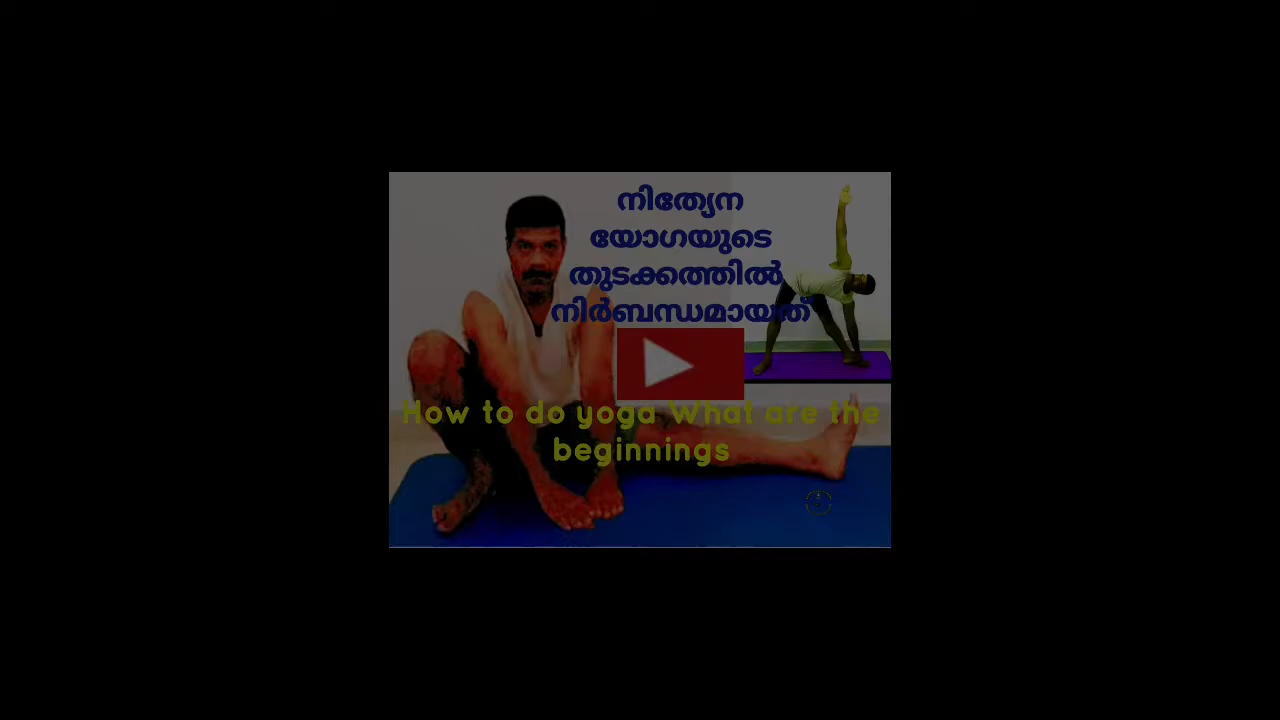 നിത്യേന
യോഗയുടെ
തുടക്കത്തിൽ
നിർബന്ധമായത്
How to do yoga What are the
beginnings